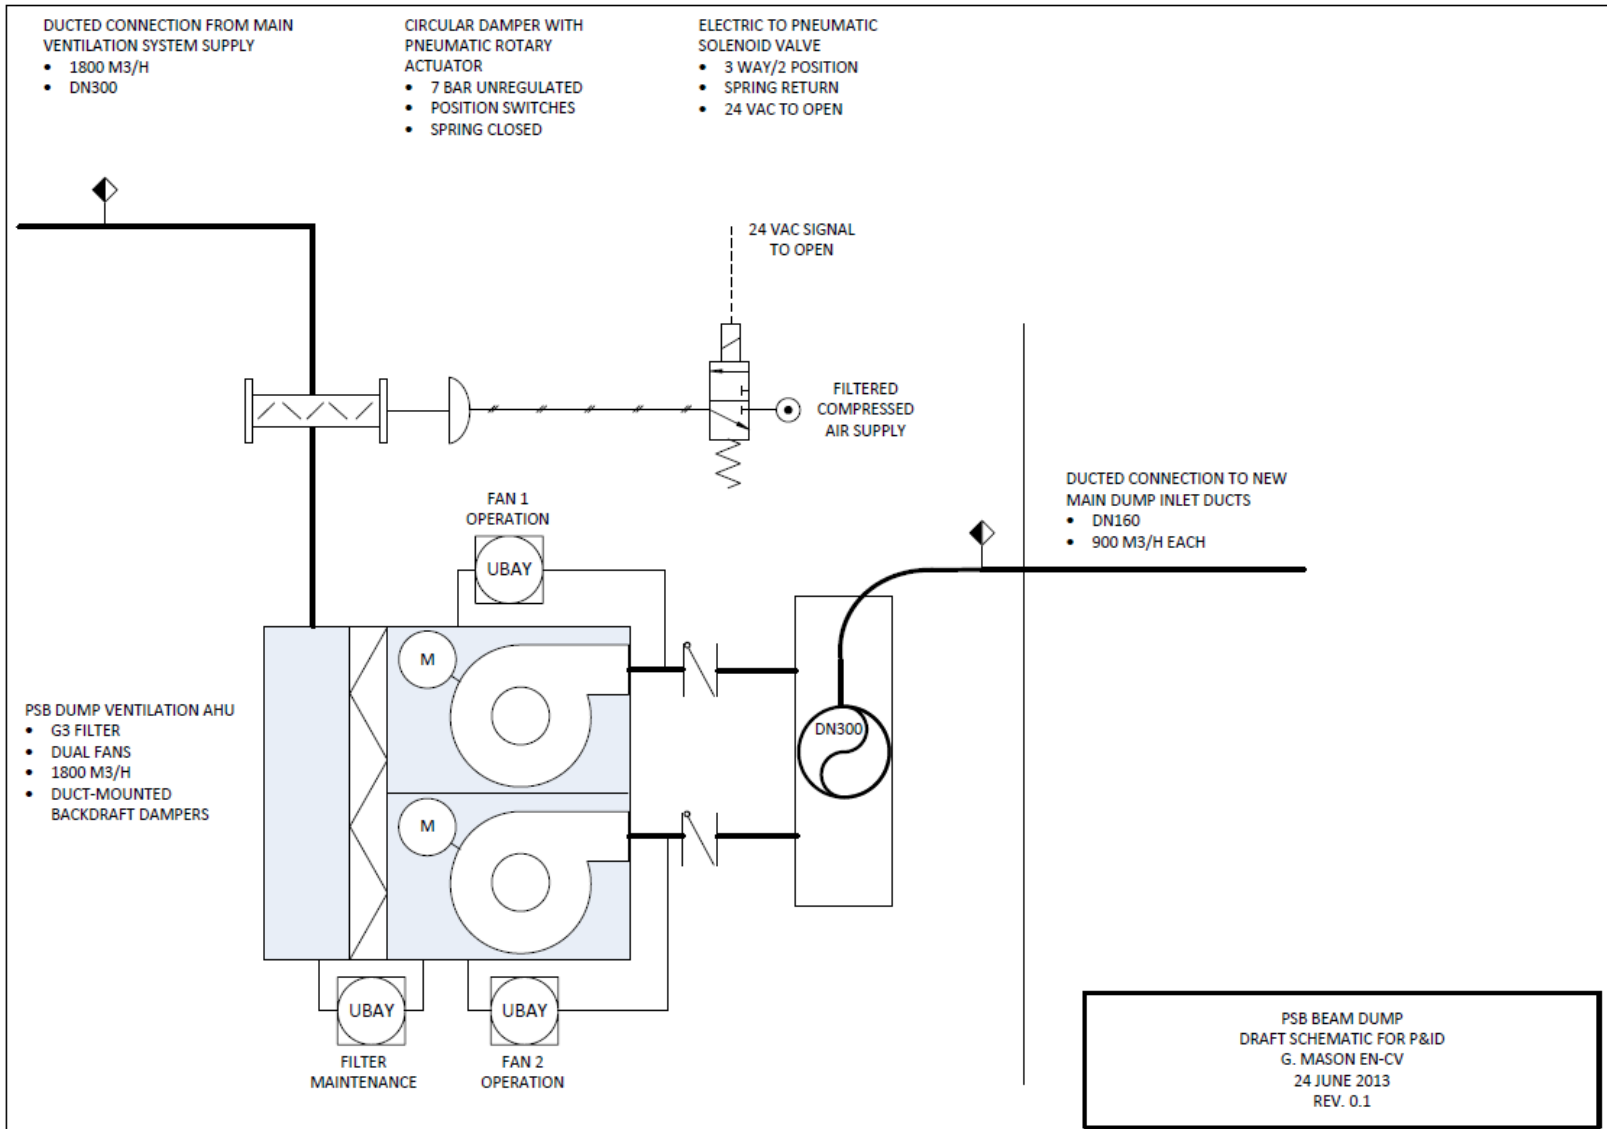 DUCTED CONNECTION FROM MAIN
VENTILATION SYSTEM SUPPLY
• 1800 M3/H
• DN300
CIRCULAR DAMPER WITH
PNEUMATIC ROTARY
ACTUATOR
• 7 BAR UNREGULATED
• POSITION SWITCHES
• SPRING CLOSED
ELECTRIC TO PNEUMATIC
SOLENOID VALVE
• 3 WAY/2 POSITION
• SPRING RETURN
• 24 VAC TO OPEN
24 VAC SIGNAL
TO OPEN
FILTERED
COMPRESSED
AIR SUPPLY
DUCTED CONNECTION TO NEW
MAIN DUMP INLET DUCTS
• DN160
• 900 M3/H EACH
FAN 1
OPERATION
UBAY
M
DN300
PSB DUMP VENTILATION AHU
• G3 FILTER
• DUAL FANS
• 1800 M3/H
• DUCT-MOUNTED
BACKDRAFT DAMPERS
M
UBAY
FILTER
MAINTENANCE
UBAY
FAN 2
OPERATION
PSB BEAM DUMP
DRAFT SCHEMATIC FOR P&ID
G. MASON EN-CV
24 JUNE 2013
REV. 0.1